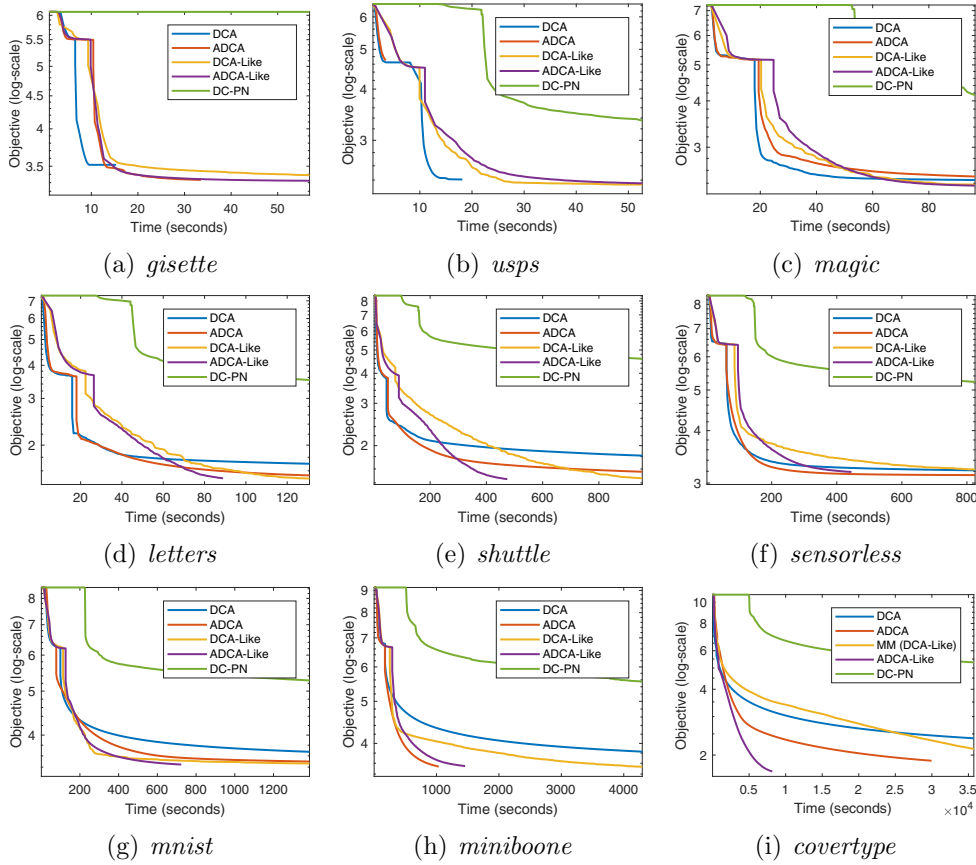 Objective (log-scale)
6
5.5
5
4.5
4
3.5
10 20 30 40 50
Time (seconds)
DCA
ADCA
DCA-Like
ADCA-Like
DC-PN
(a) gisette
Objective (log-scale)
6
5
4
3
10 20 30 40 50
Time (seconds)
DCA
ADCA
DCA-Like
ADCA-Like
DC-PN
(b) usps
Objective (log-scale)
7
6
5
4
3
20 40 60 80
Time (seconds)
DCA
ADCA
DCA-Like
ADCA-Like
DC-PN
(c) magic
Objective (log-scale)
7
6
5
4
3
2
20 40 60 80 100 120
Time (seconds)
DCA
ADCA
DCA-Like
ADCA-Like
DC-PN
(d) letters
Objective (log-scale)
8
7
6
5
4
3
2
200 400 600 800
Time (seconds)
DCA
ADCA
DCA-Like
ADCA-Like
DC-PN
(e) shuttle
Objective (log-scale)
8
7
6
5
4
3
200 400 600 800
Time (seconds)
DCA
ADCA
DCA-Like
ADCA-Like
DC-PN
(f) sensorless
Objective (log-scale)
8
7
6
5
4
200 400 600 800 1000 1200
Time (seconds)
DCA
ADCA
DCA-Like
ADCA-Like
DC-PN
(g) mnist
Objective (log-scale)
9
8
7
6
5
4
1000 2000 3000 4000
Time (seconds)
DCA
ADCA
DCA-Like
ADCA-Like
DC-PN
(h) miniboone
Objective (log-scale)
10
8
6
4
2
0.5 1 1.5 2 2.5 3 3.5
Time (seconds) ×10⁴
DCA
ADCA
MM (DCA-Like)
ADCA-Like
DC-PN
(i) covertype